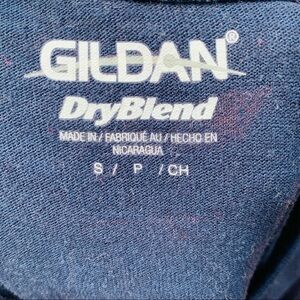 GILDAN®
DryBlend
MADE IN / FABRIQUÉ AU / HECHO EN
NICARAGUA
S / P / CH